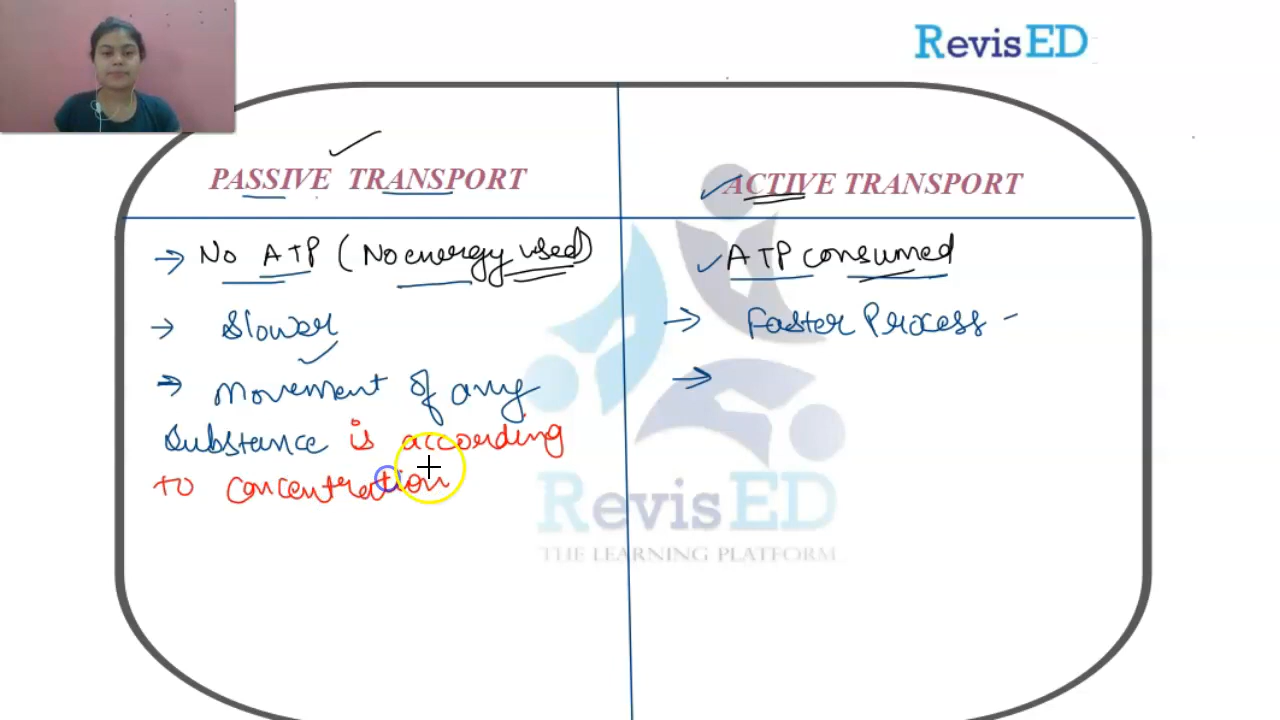 RevisED
PASSIVE TRANSPORT
ACTIVE TRANSPORT
→ No ATP (No energy used)
→ Slower
→ Movement of any
substance is according
to concentration
✓ ATP consumed
→ Faster Process -
→
RevisED
THE LEARNING PLATFORM